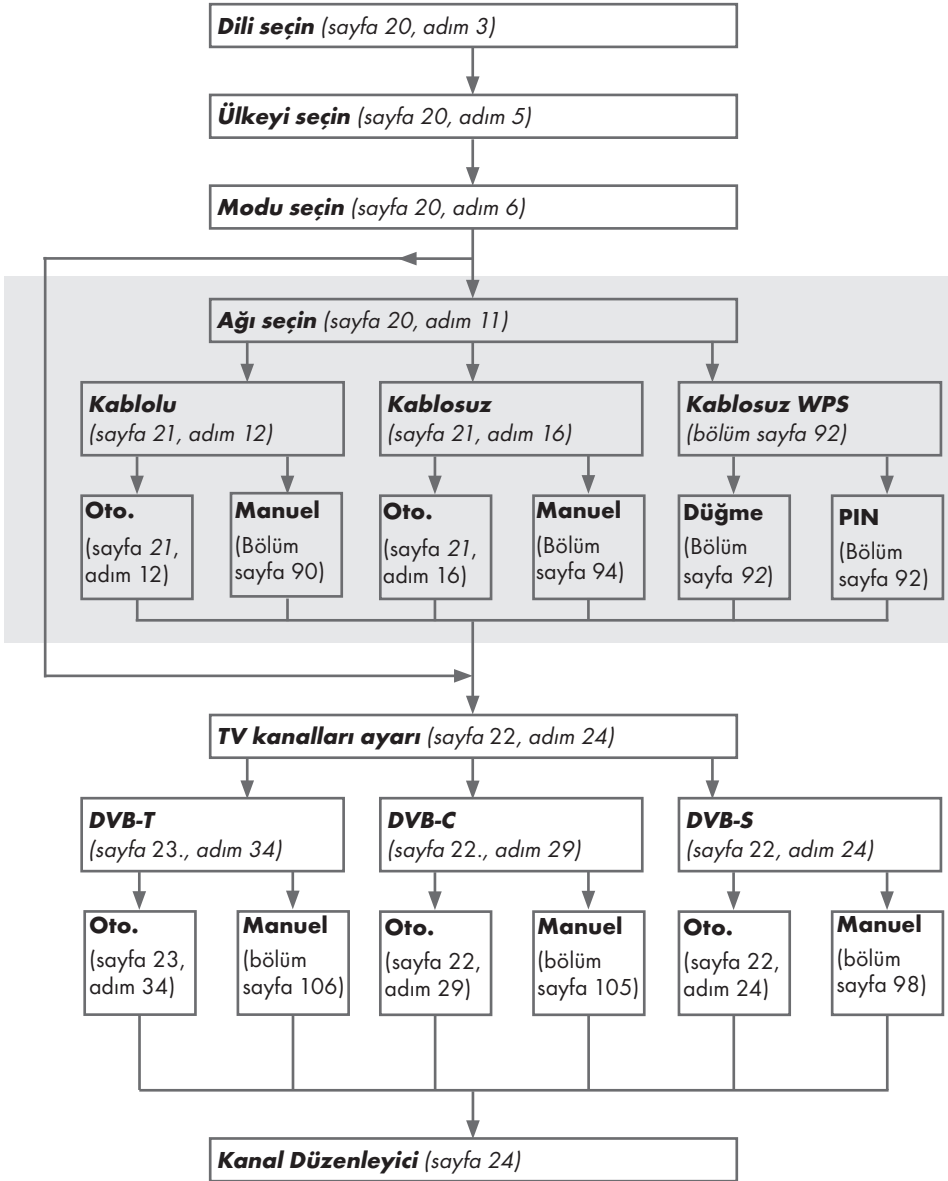 Dili seçin (sayfa 20, adım 3)
Ülkeyi seçin (sayfa 20, adım 5)
Modu seçin (sayfa 20, adım 6)
Ağı seçin (sayfa 20, adım 11)
Kablolu
(sayfa 21, adım 12)
Kablosuz
(sayfa 21, adım 16)
Kablosuz WPS
(bölüm sayfa 92)
Oto.
(sayfa 21,
adım 12)
Manuel
(Bölüm
sayfa 90)
Oto.
(sayfa 21,
adım 16)
Manuel
(Bölüm
sayfa 94)
Düğme
(Bölüm
sayfa 92)
PIN
(Bölüm
sayfa 92)
TV kanalları ayarı (sayfa 22, adım 24)
DVB-T
(sayfa 23., adım 34)
DVB-C
(sayfa 22., adım 29)
DVB-S
(sayfa 22, adım 24)
Oto.
(sayfa 23,
adım 34)
Manuel
(bölüm
sayfa 106)
Oto.
(sayfa 22,
adım 29)
Manuel
(bölüm
sayfa 105)
Oto.
(sayfa 22,
adım 24)
Manuel
(bölüm
sayfa 98)
Kanal Düzenleyici (sayfa 24)